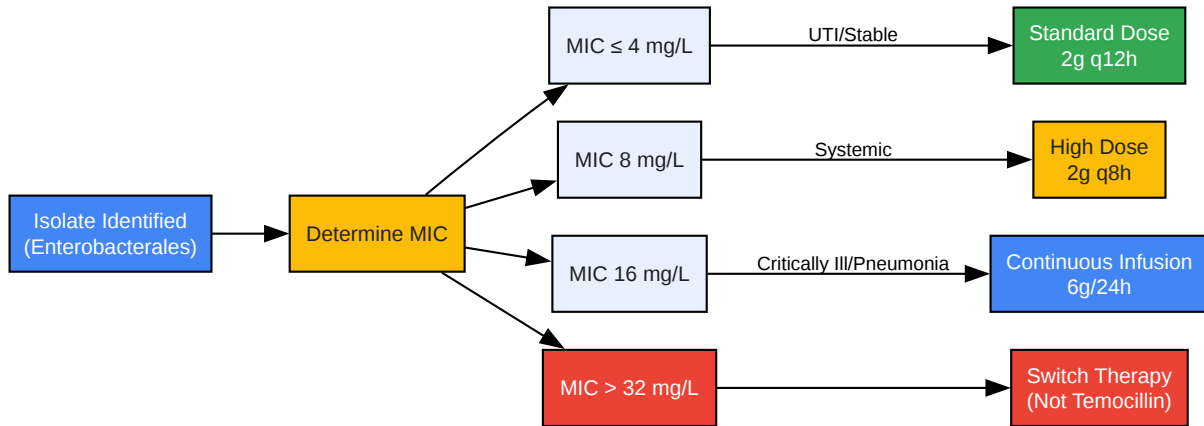 MIC ≤ 4 mg/L
UTI/Stable
Standard Dose
2g q12h
MIC 8 mg/L
Systemic
High Dose
2g q8h
Isolate Identified
(Enterobacterales)
Determine MIC
MIC 16 mg/L
Critically Ill/Pneumonia
Continuous Infusion
6g/24h
MIC > 32 mg/L
Switch Therapy
(Not Temocillin)